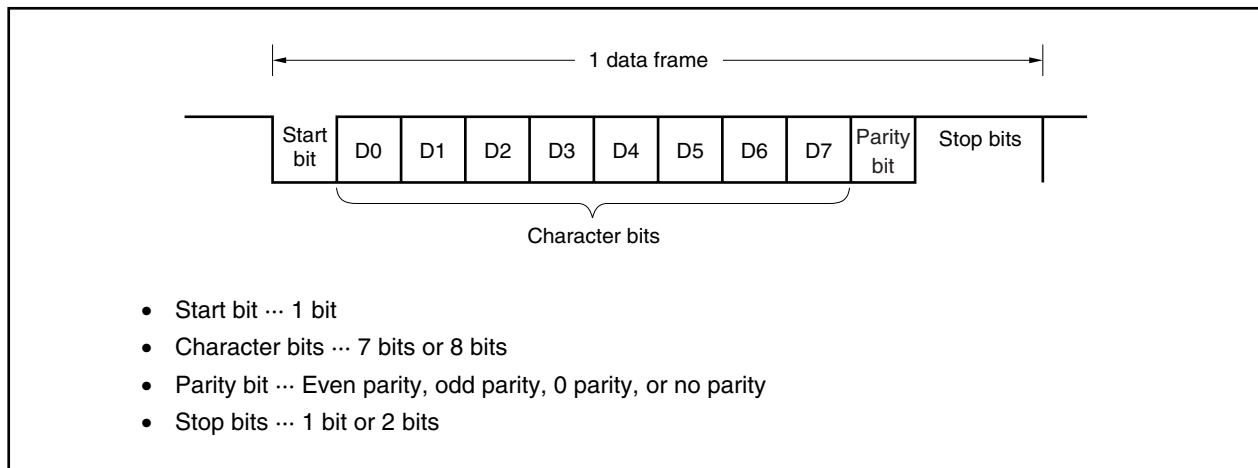 1 data frame
Start bit D0 D1 D2 D3 D4 D5 D6 D7 Parity bit Stop bits
Character bits
• Start bit ··· 1 bit
• Character bits ··· 7 bits or 8 bits
• Parity bit ··· Even parity, odd parity, 0 parity, or no parity
• Stop bits ··· 1 bit or 2 bits